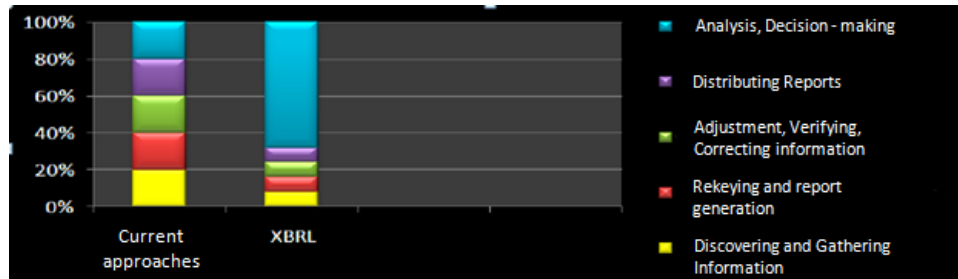 100%
80%
60%
40%
20%
0%
Current
approaches
XBRL
Analysis, Decision - making
Distributing Reports
Adjustment, Verifying,
Correcting information
Rekeying and report
generation
Discovering and Gathering
Information